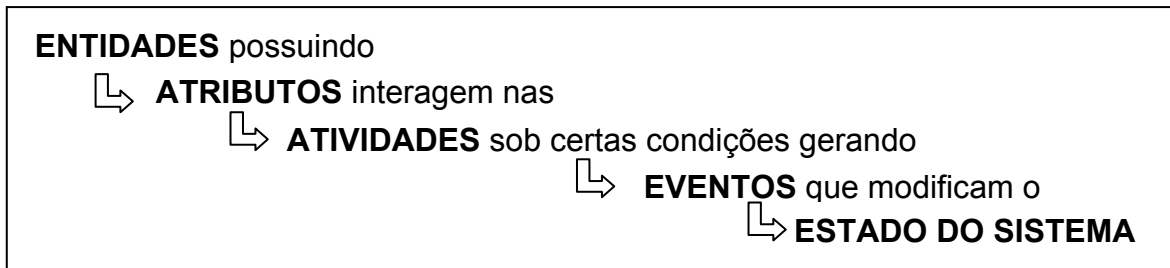 ENTIDADES possuindo
ATRIBUTOS interagem nas
ATIVIDADES sob certas condições gerando
EVENTOS que modificam o
ESTADO DO SISTEMA